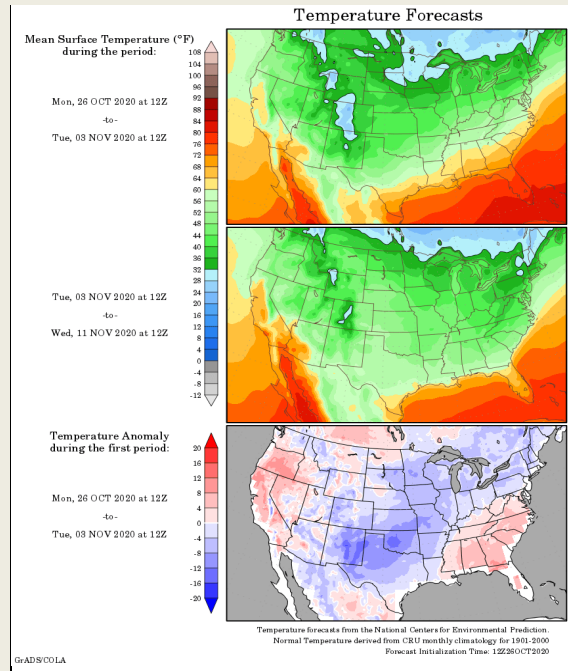 Temperature Forecasts
Mean Surface Temperature (°F)
during the period:
Mon, 26 OCT 2020 at 12Z
-to-
Tue, 03 NOV 2020 at 12Z
108
104
100
96
92
88
84
80
76
72
68
64
60
56
52
48
44
40
36
32
28
24
20
16
12
8
4
0
-4
-8
-12
Tue, 03 NOV 2020 at 12Z
-to-
Wed, 11 NOV 2020 at 12Z
Temperature Anomaly
during the first period:
Mon, 26 OCT 2020 at 12Z
-to-
Tue, 03 NOV 2020 at 12Z
20
16
12
8
4
0
-4
-8
-12
-16
-20
Temperature forecasts from the National Centers for Environmental Prediction.
Normal Temperature derived from CRU monthly climatology for 1901-2000
Forecast Initialization Time: 12Z26OCT2020
GrADS/COLA